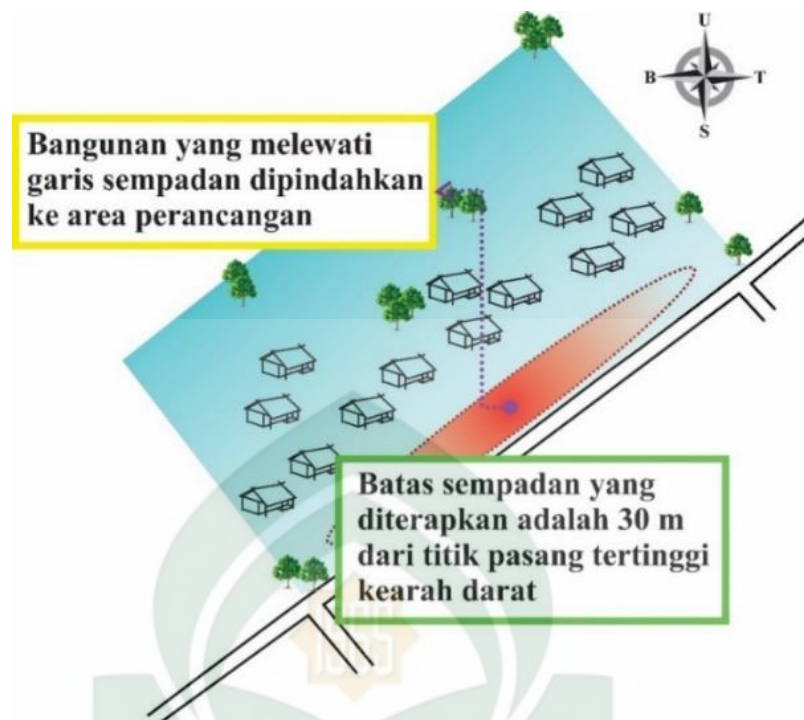 U
B T
S
Bangunan yang melewati
garis sempadan dipindahkan
ke area perancangan
Batas sempadan yang
diterapkan adalah 30 m
dari titik pasang tertinggi
kearah darat